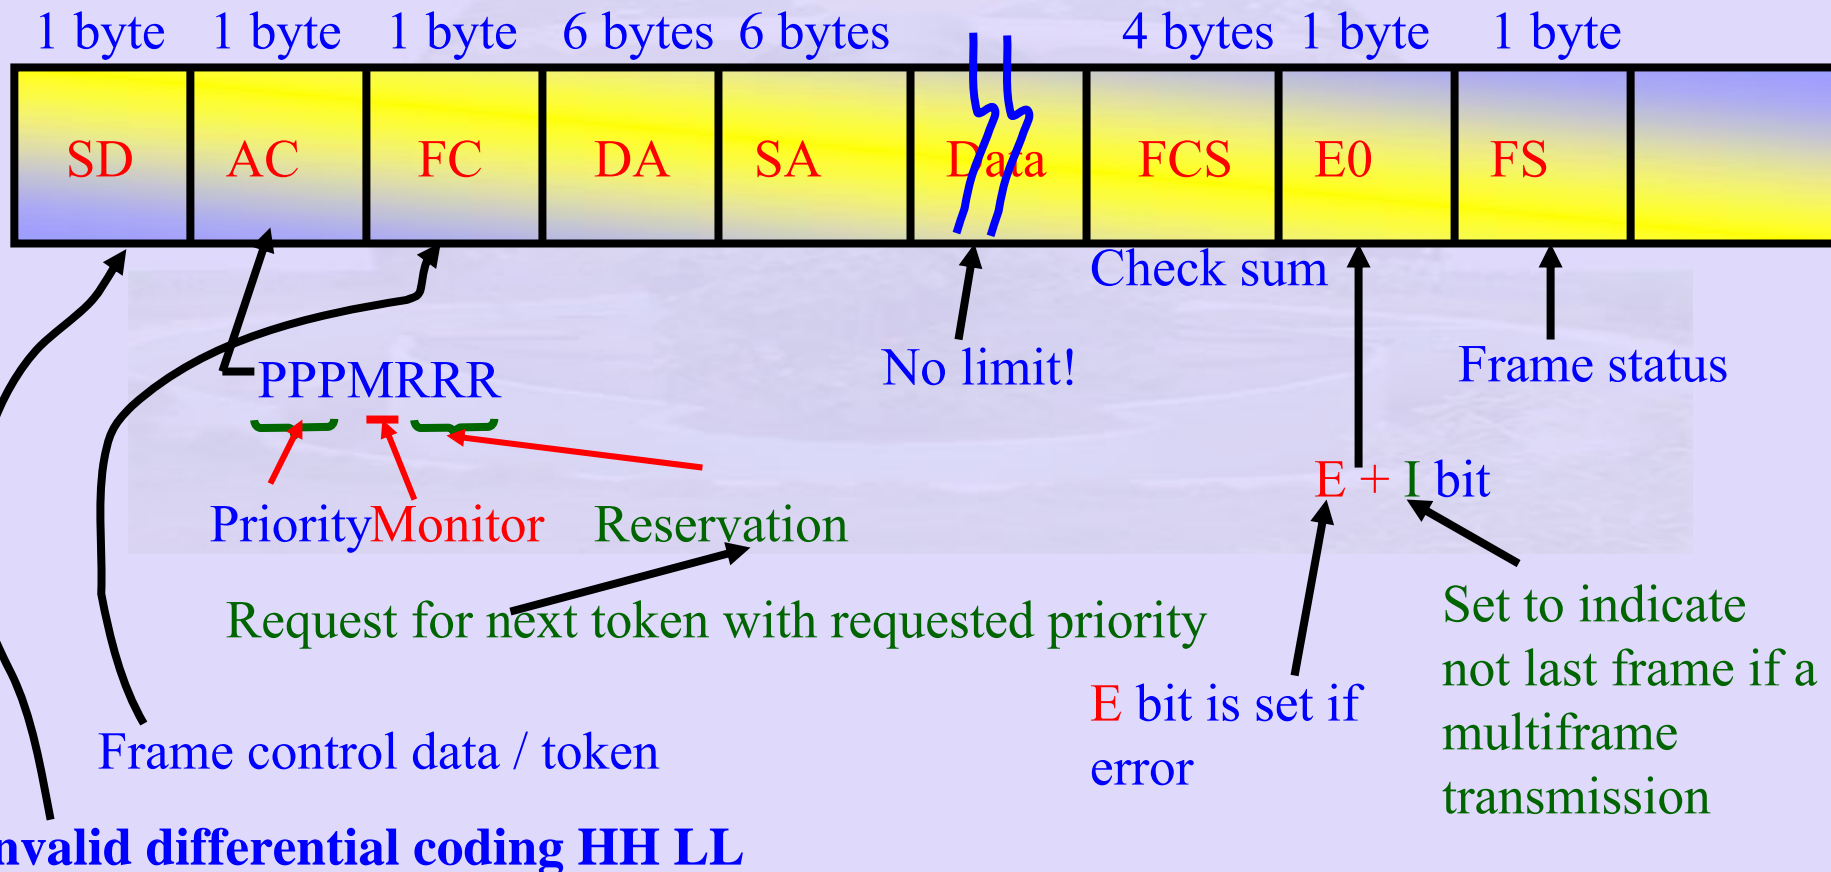 1 byte 1 byte 1 byte 6 bytes 6 bytes 4 bytes 1 byte 1 byte
SD AC FC DA SA Data FCS E0 FS
Check sum
No limit!
Frame status
PPPMRRR
E + I bit
Priority Monitor Reservation
Request for next token with requested priority
Set to indicate
not last frame if a
multiframe
transmission
E bit is set if
error
Frame control data / token
nvalid differential coding HH LL